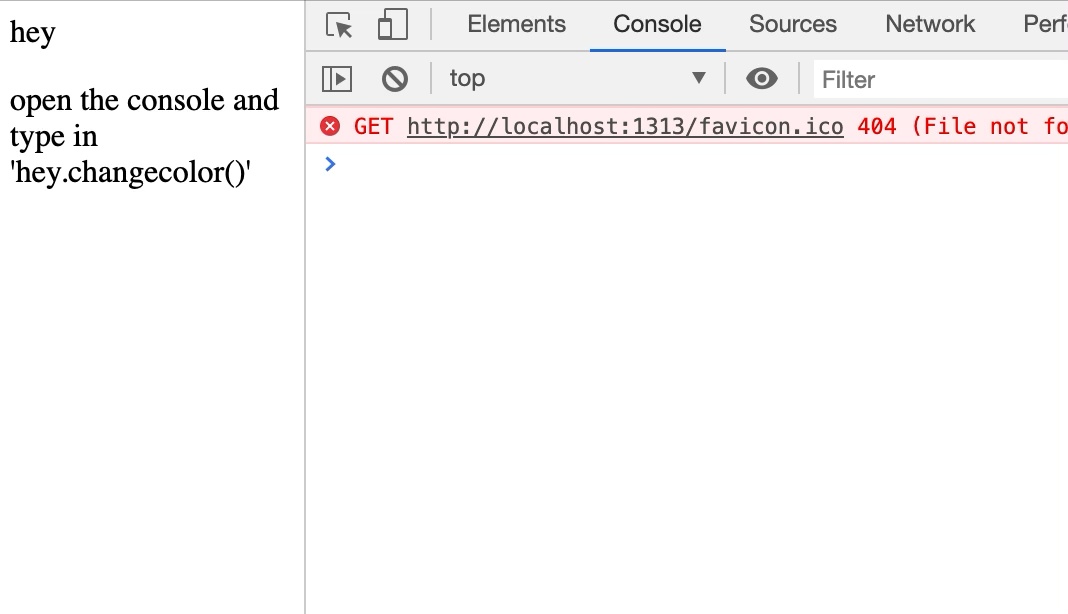 hey
open the console and
type in
'hey.changecolor()'
Elements Console Sources Network
top Filter
GET http://localhost:1313/favicon.ico 404 (File not